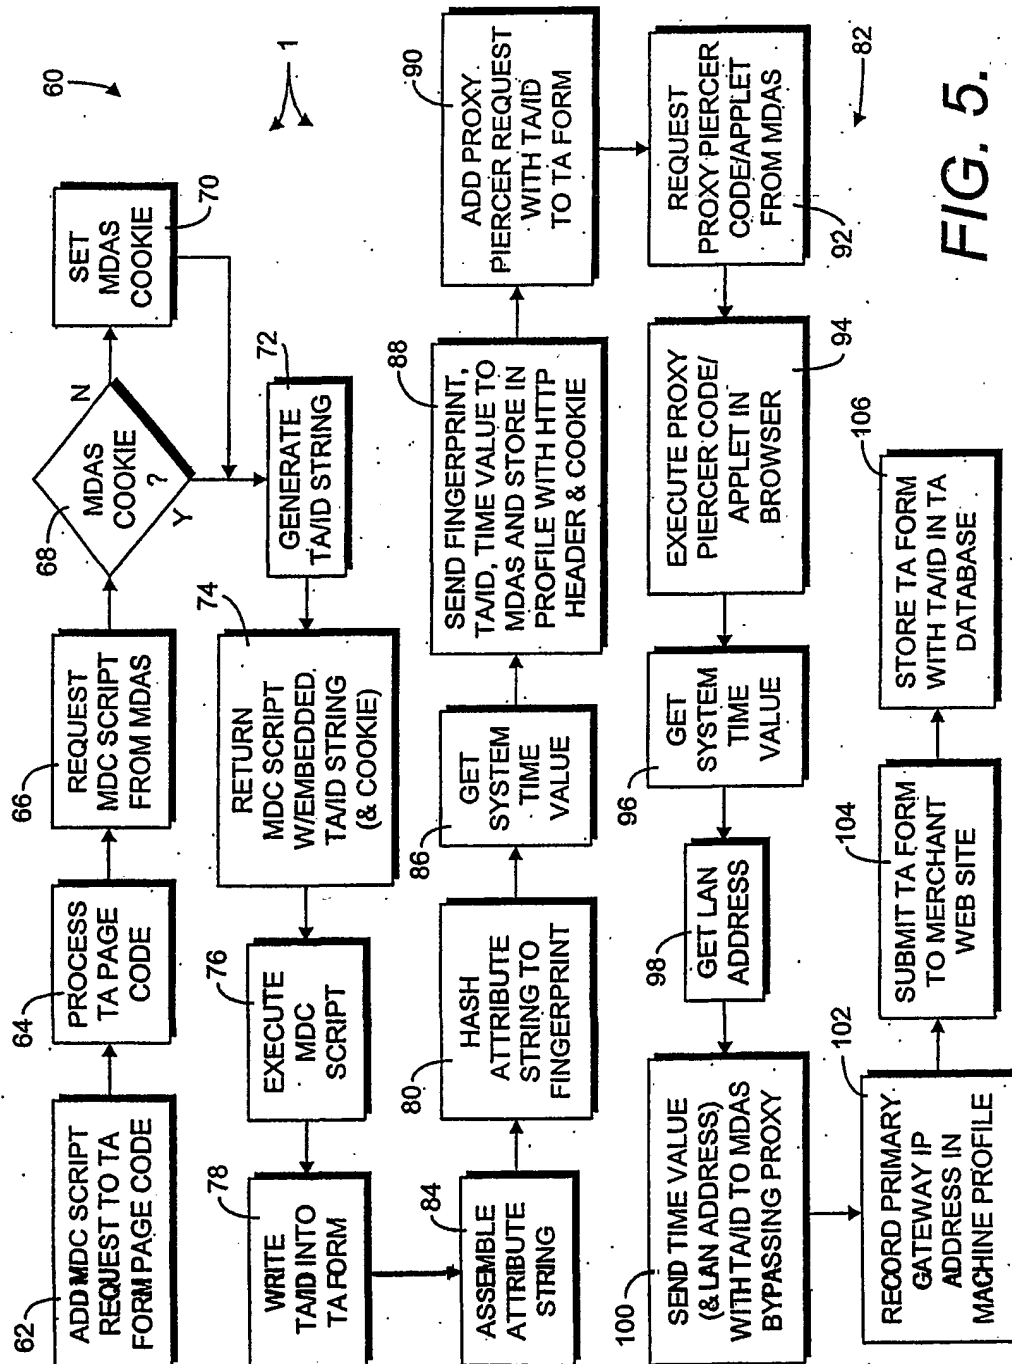 60
1
62
ADD MDC SCRIPT
REQUEST TO TA
FORM PAGE CODE
64
PROCESS
TA PAGE
CODE
66
REQUEST
MDC SCRIPT
FROM MDAS
68
MDAS
COOKIE
?
N
Y
SET
MDAS
COOKIE
70
72
GENERATE
TA/ID STRING
74
RETURN
MDC SCRIPT
W/EMBEDDED
TA/ID STRING
(& COOKIE)
76
EXECUTE
MDC
SCRIPT
78
WRITE
TA/ID INTO
TA FORM
84
ASSEMBLE
ATTRIBUTE
STRING
80
HASH
ATTRIBUTE
STRING TO
FINGERPRINT
86
GET
SYSTEM
TIME
VALUE
88
SEND FINGERPRINT,
TA/ID, TIME VALUE TO
MDAS AND STORE IN
PROFILE WITH HTTP
HEADER & COOKIE
90
ADD PROXY
PIERCER REQUEST
WITH TA/ID
TO TA FORM
REQUEST
PROXY PIERCER
CODE/APPLET
FROM MDAS
92
82
EXECUTE PROXY
PIERCER CODE/
APPLET IN
BROWSER
94
96
GET
SYSTEM
TIME
VALUE
98
GET LAN
ADDRESS
100
SEND TIME VALUE
(& LAN ADDRESS)
WITH TA/ID TO MDAS
BYPASSING PROXY
102
RECORD PRIMARY
GATEWAY IP
ADDRESS IN
MACHINE PROFILE
104
SUBMIT TA FORM
TO MERCHANT
WEB SITE
106
STORE TA FORM
WITH TA/ID IN TA
DATABASE
FIG. 5.